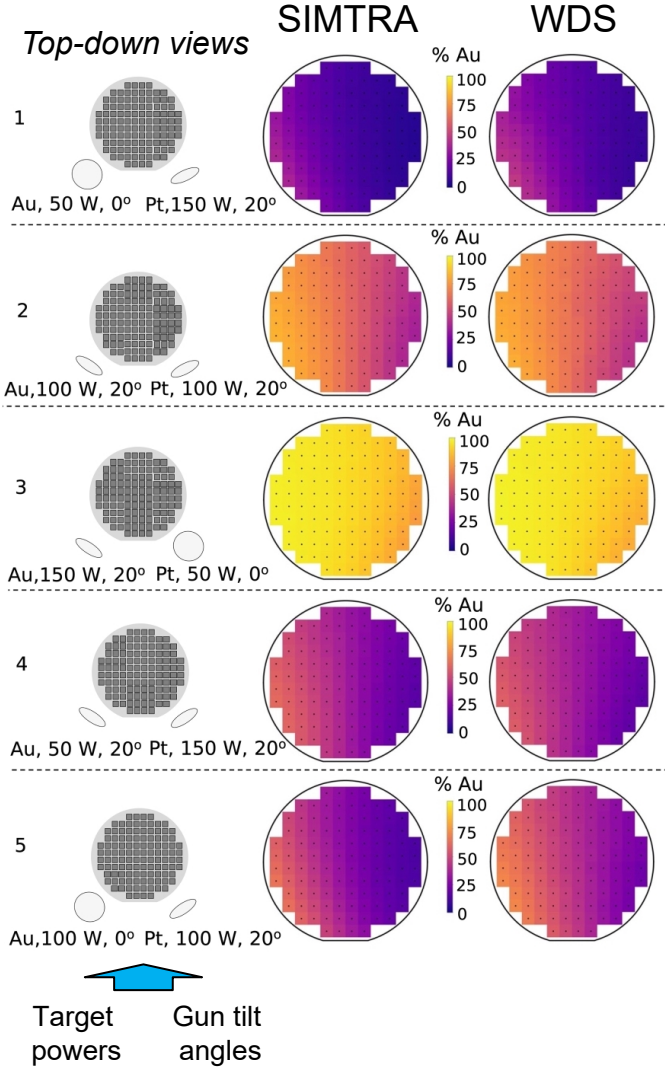 SIMTRA WDS
Top-down views
% Au
1
100
75
50
25
0
Au, 50 W, 0° Pt,150 W, 20°
% Au
2
100
75
50
25
0
Au,100 W, 20° Pt, 100 W, 20°
% Au
3
100
75
50
25
0
Au,150 W, 20° Pt, 50 W, 0°
% Au
4
100
75
50
25
0
Au, 50 W, 20° Pt, 150 W, 20°
% Au
5
100
75
50
25
0
Au,100 W, 0° Pt, 100 W, 20°
Target Gun tilt
powers angles